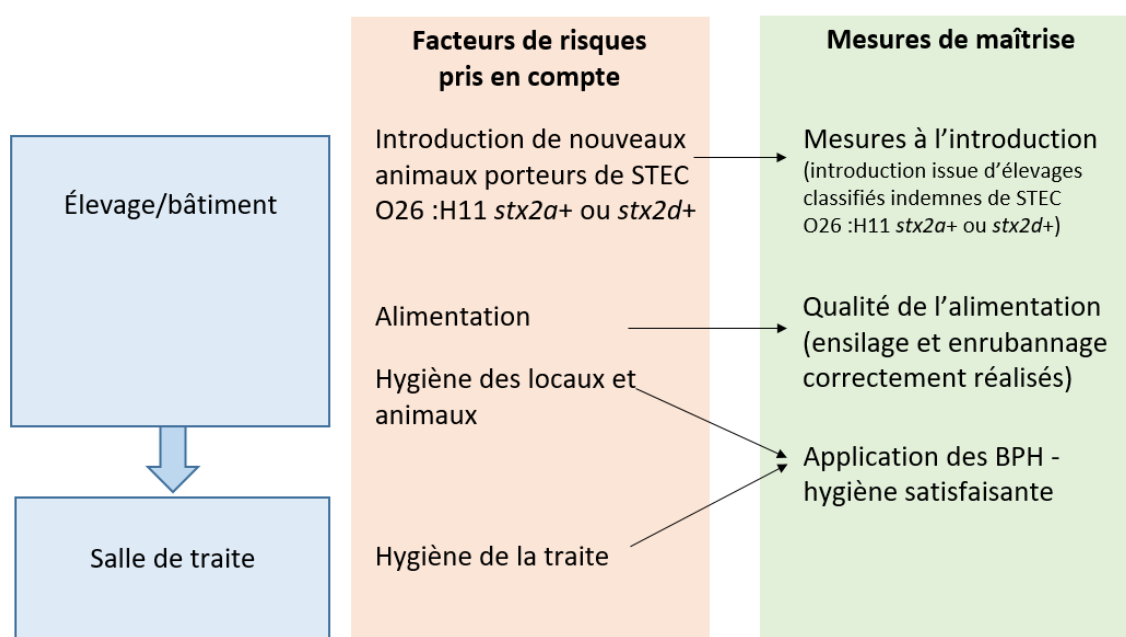 Facteurs de risques
pris en compte
Mesures de maîtrise
Élevage/bâtiment
Introduction de nouveaux
animaux porteurs de STEC
O26 :H11 stx2a+ ou stx2d+
Mesures à l’introduction
(introduction issue d’élevages
classifiés indemnes de STEC
O26 :H11 stx2a+ ou stx2d+)
Alimentation
Qualité de l’alimentation
(ensilage et enrubannage
correctement réalisés)
Hygiène des locaux et
animaux
Application des BPH -
hygiène satisfaisante
Salle de traite
Hygiène de la traite